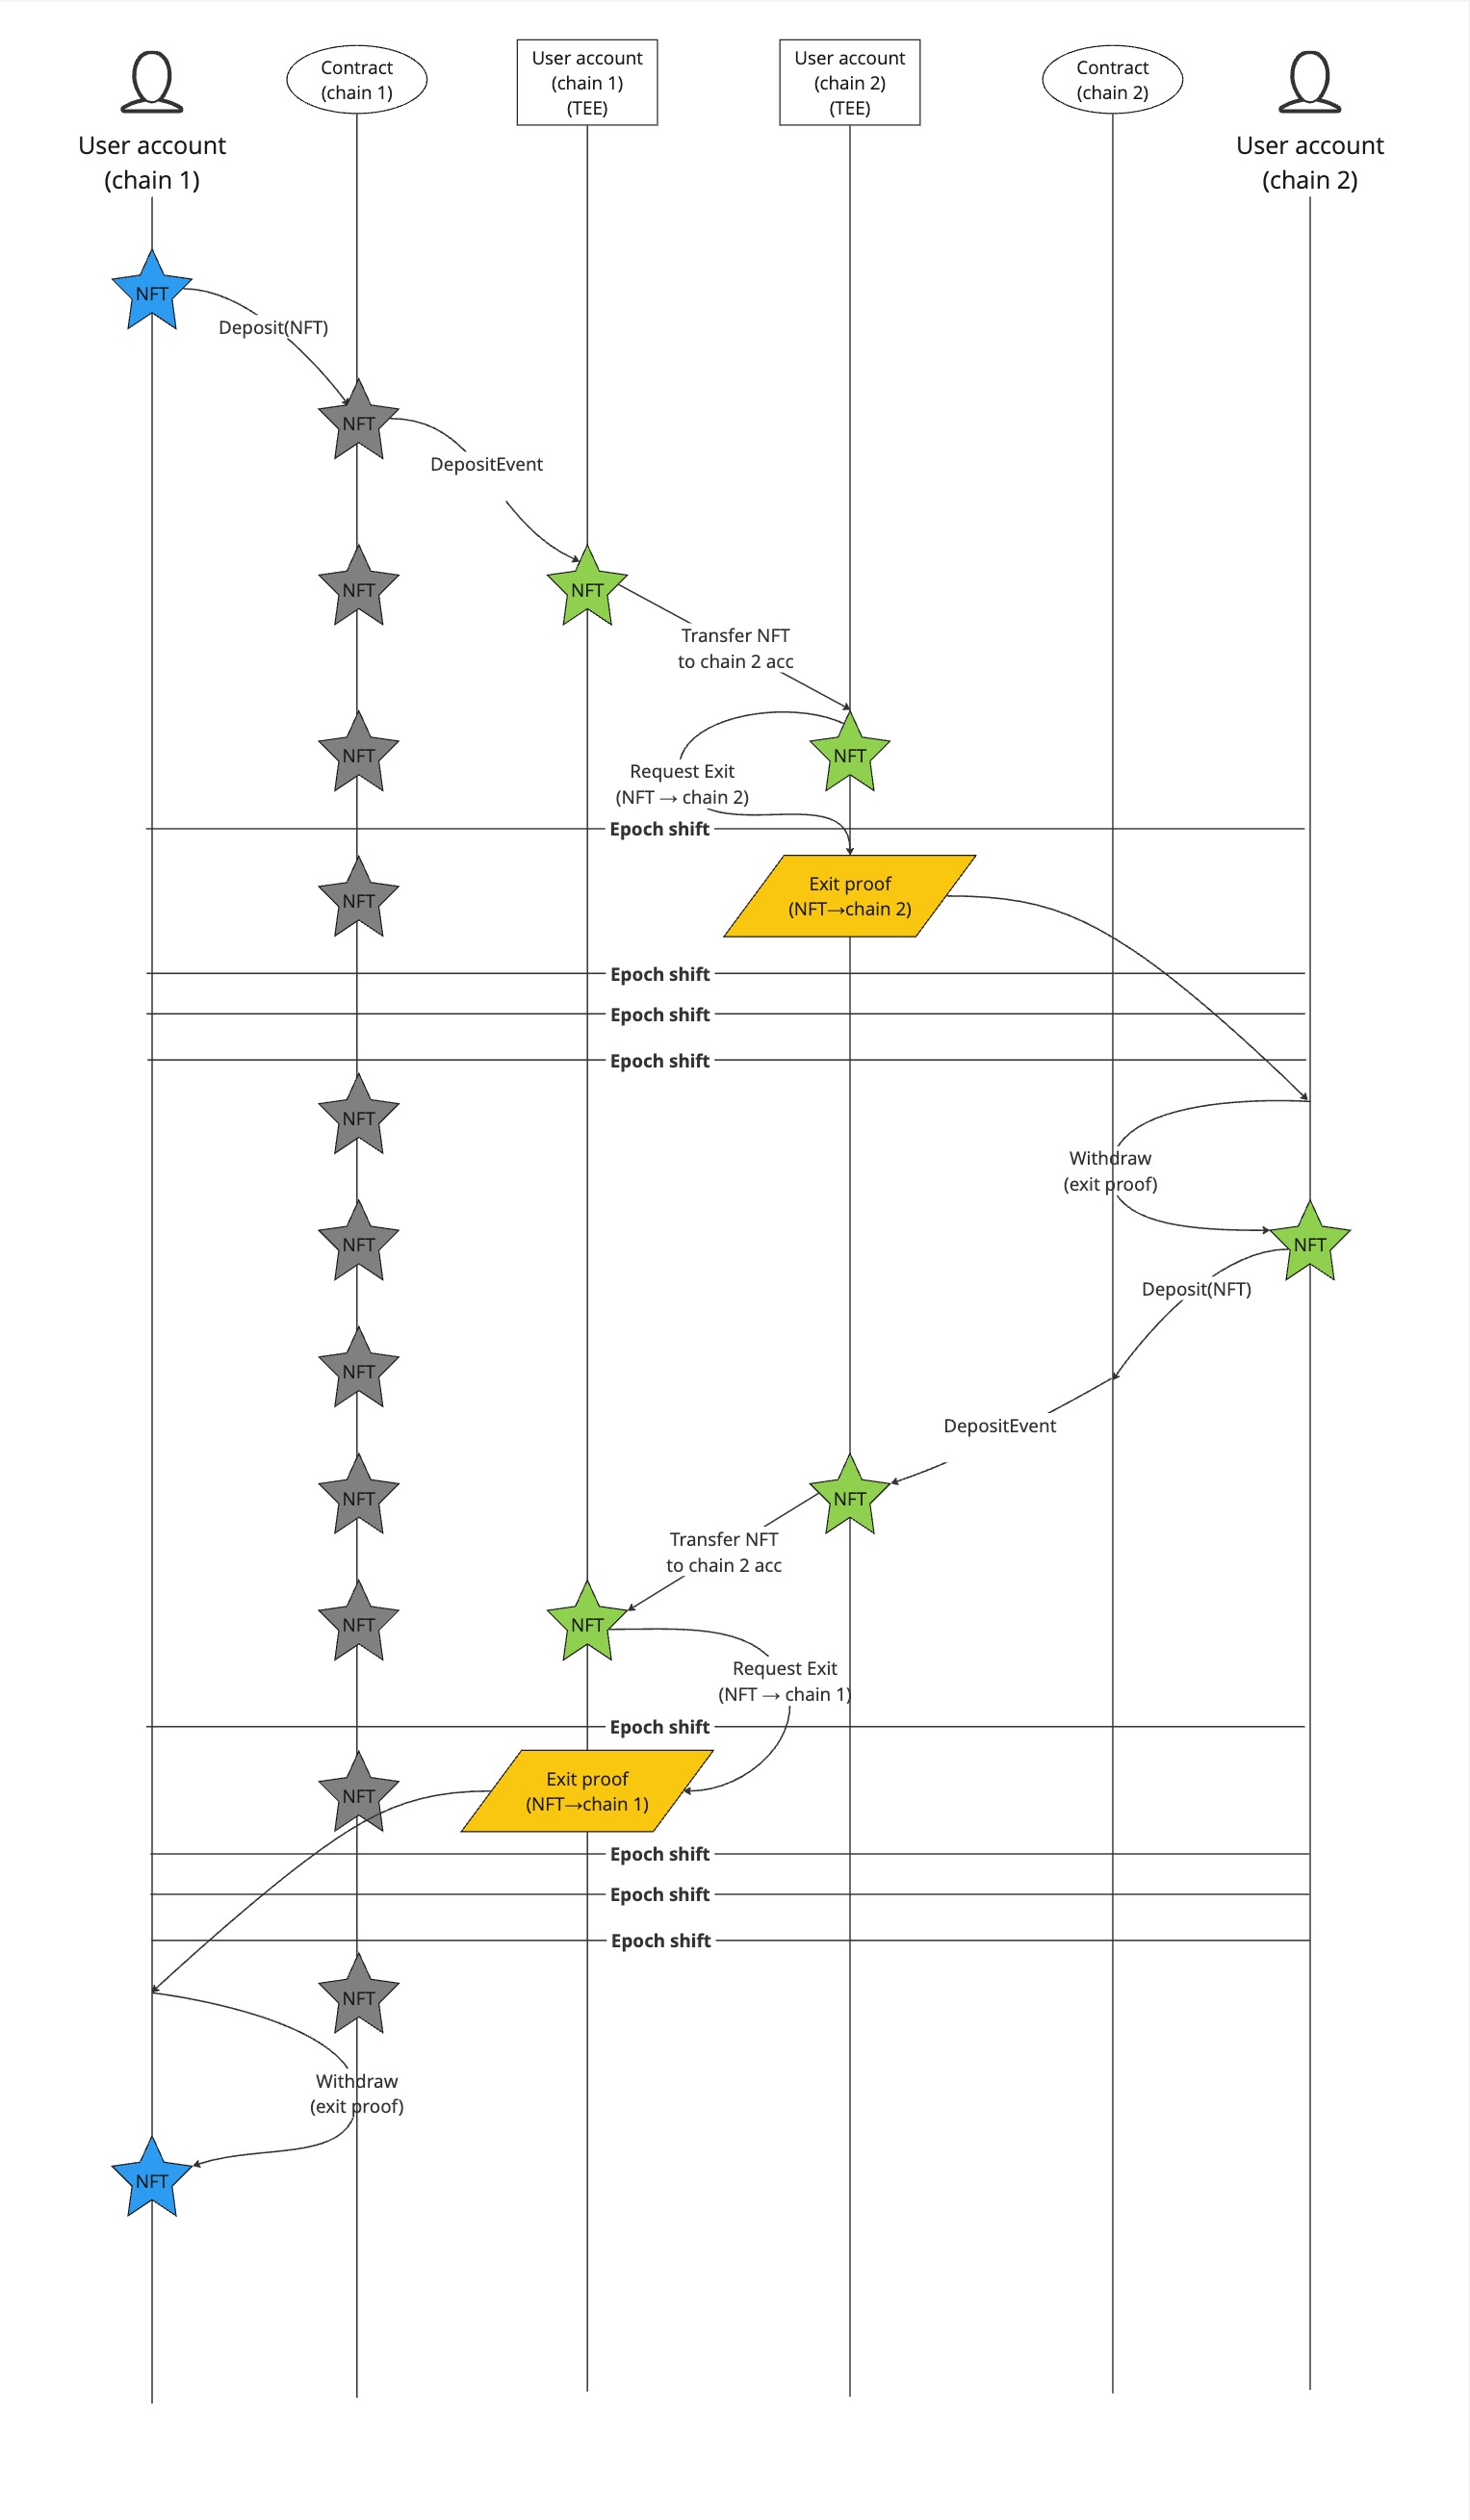 User account
(chain 1)
Contract
(chain 1)
User account
(chain 1)
(TEE)
User account
(chain 2)
(TEE)
Contract
(chain 2)
User account
(chain 2)
NFT
Deposit(NFT)
NFT
DepositEvent
NFT
NFT
Transfer NFT
to chain 2 acc
NFT
NFT
Request Exit
(NFT → chain 2)
Epoch shift
NFT
Exit proof
(NFT→chain 2)
Epoch shift
Epoch shift
Epoch shift
NFT
Withdraw
(exit proof)
NFT
NFT
Deposit(NFT)
NFT
DepositEvent
NFT
NFT
Transfer NFT
to chain 2 acc
NFT
NFT
Request Exit
(NFT → chain 1)
Epoch shift
NFT
Exit proof
(NFT→chain 1)
Epoch shift
Epoch shift
Epoch shift
NFT
Withdraw
(exit proof)
NFT